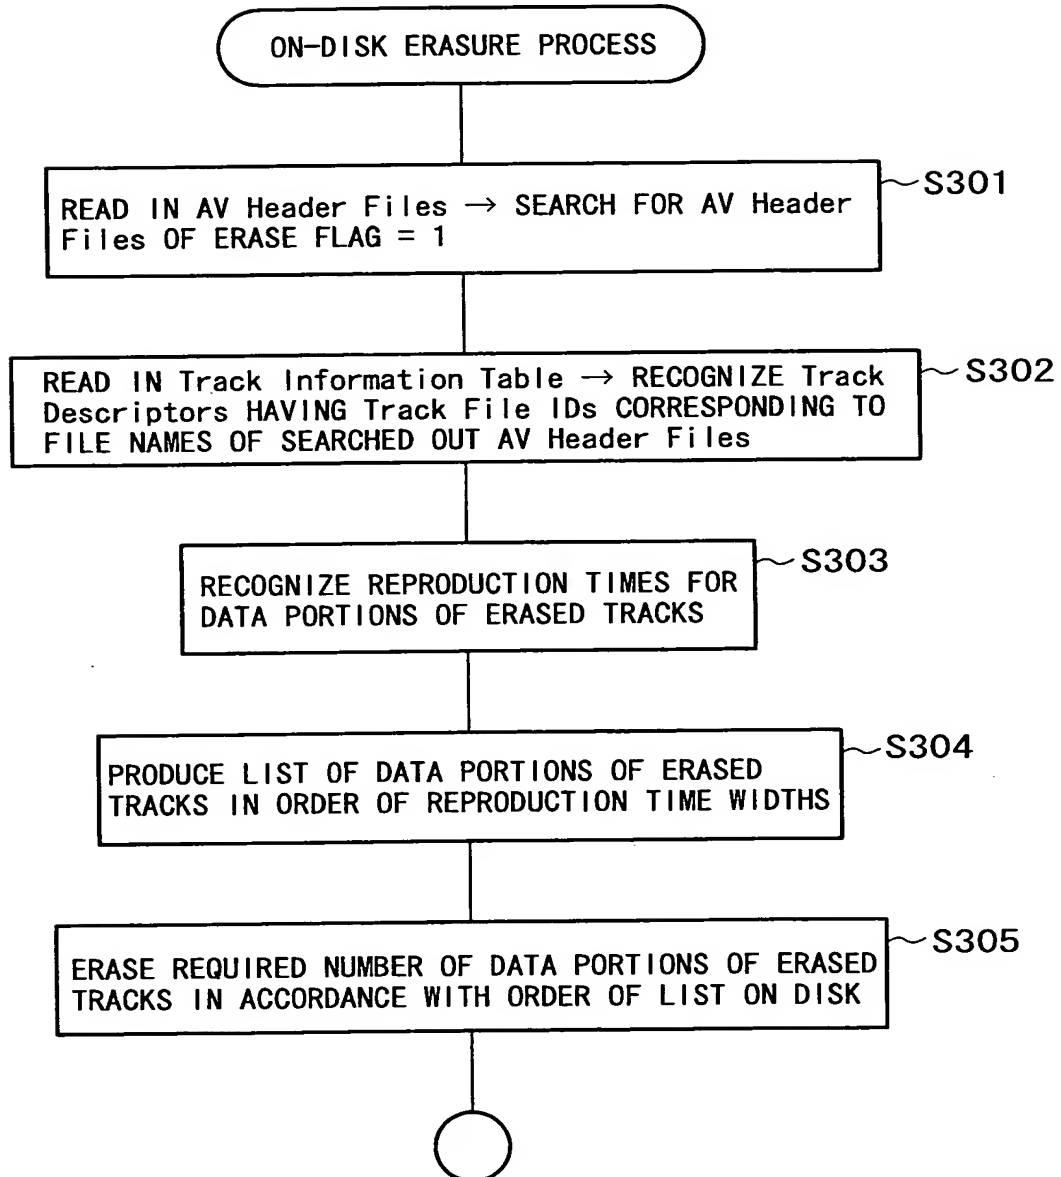 ON-DISK ERASURE PROCESS
READ IN AV Header Files → SEARCH FOR AV Header
Files OF ERASE FLAG = 1
S301
READ IN Track Information Table → RECOGNIZE Track
Descriptors HAVING Track File IDs CORRESPONDING TO
FILE NAMES OF SEARCHED OUT AV Header Files
S302
RECOGNIZE REPRODUCTION TIMES FOR
DATA PORTIONS OF ERASED TRACKS
S303
PRODUCE LIST OF DATA PORTIONS OF ERASED
TRACKS IN ORDER OF REPRODUCTION TIME WIDTHS
S304
ERASE REQUIRED NUMBER OF DATA PORTIONS OF ERASED
TRACKS IN ACCORDANCE WITH ORDER OF LIST ON DISK
S305